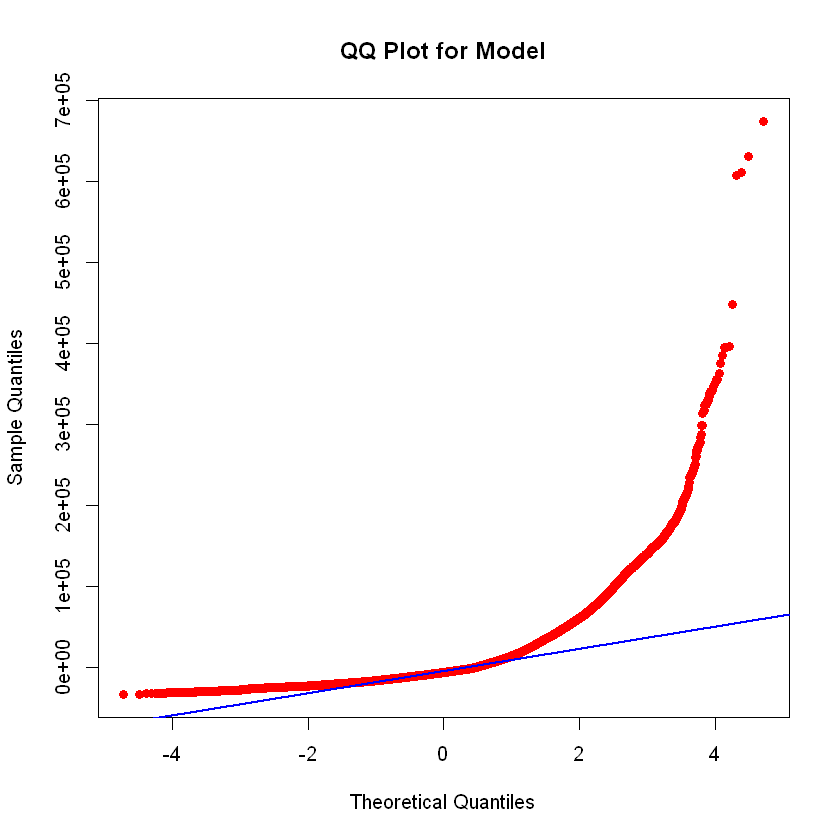 QQ Plot for Model
7e+05
6e+05
5e+05
4e+05
3e+05
2e+05
1e+05
0e+00
Sample Quantiles
-4 -2 0 2 4
Theoretical Quantiles